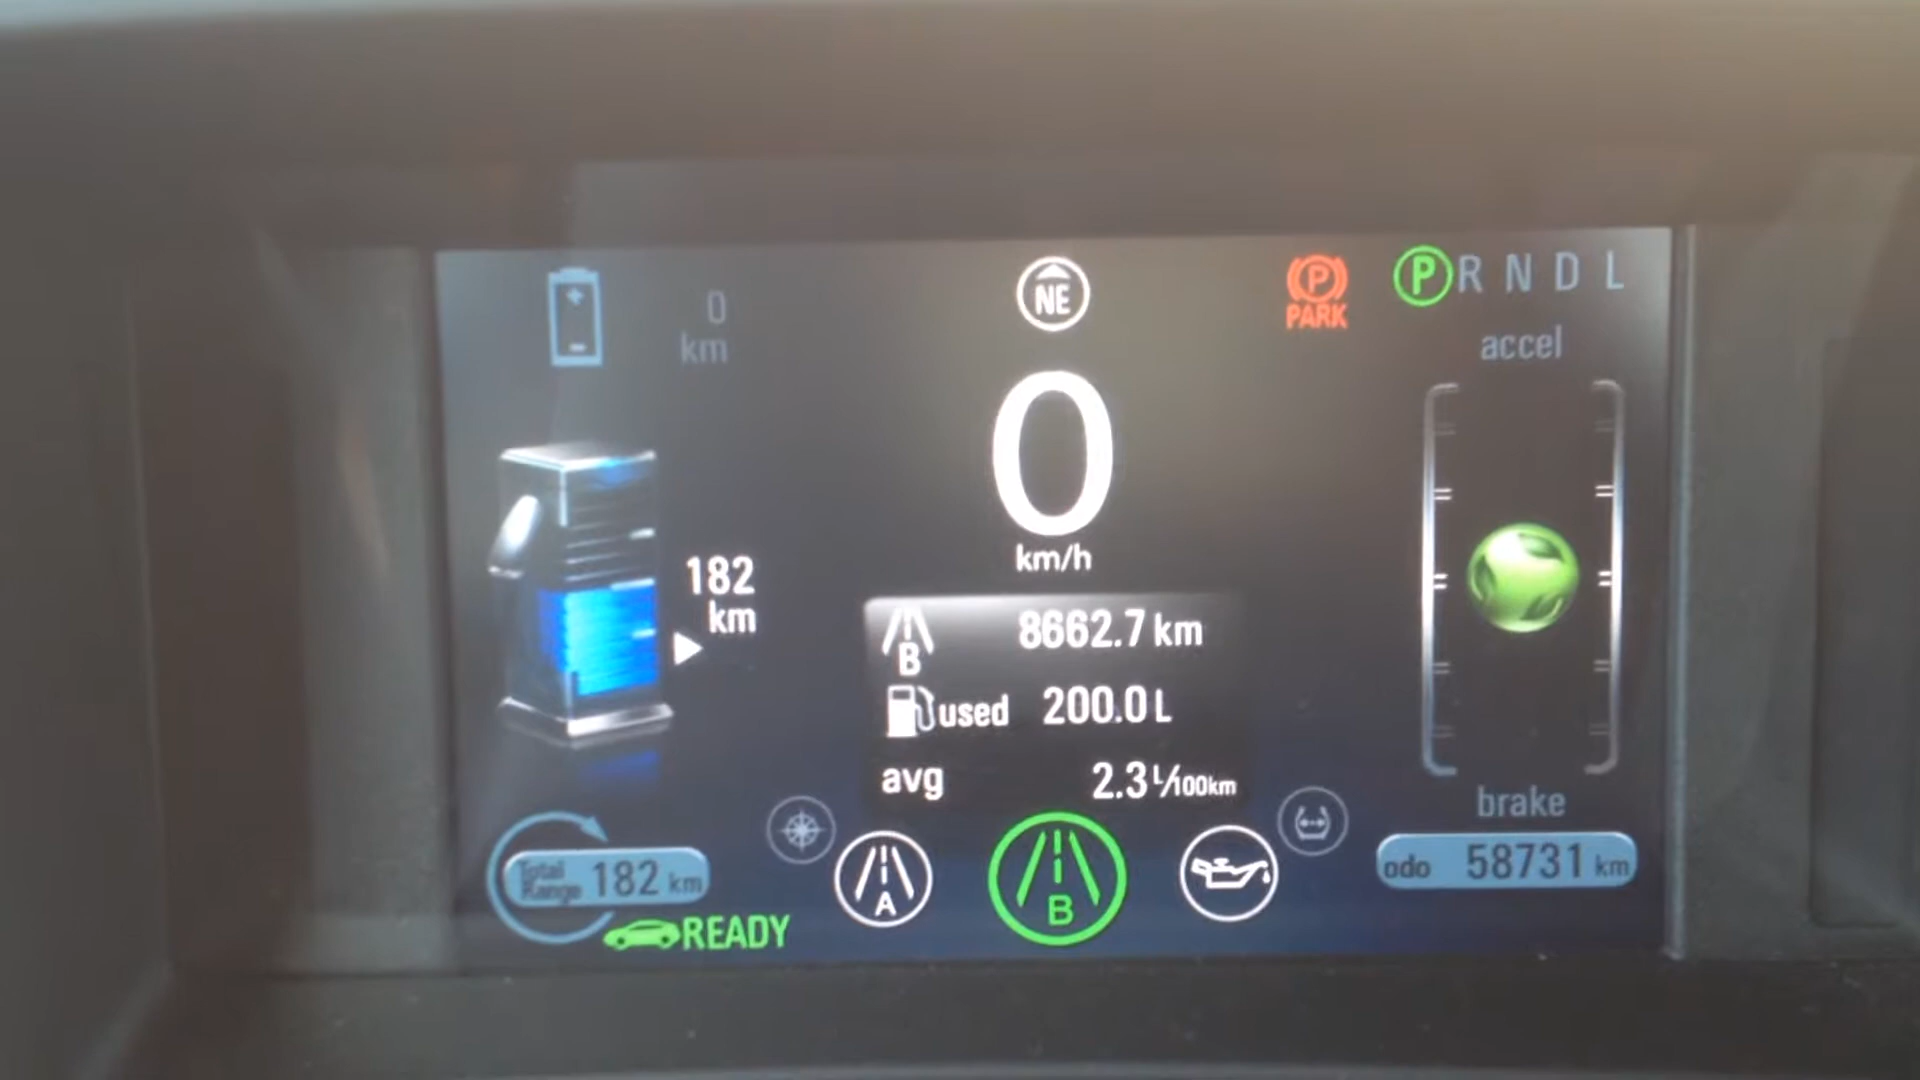 0
km
NE
PARK
P R N D L
accel
0
km/h
182
km
B 8662.7 km
used 200.0 L
avg 2.3 L/100km
brake
Total
Range 182 km
A
B
odo 58731 km
READY